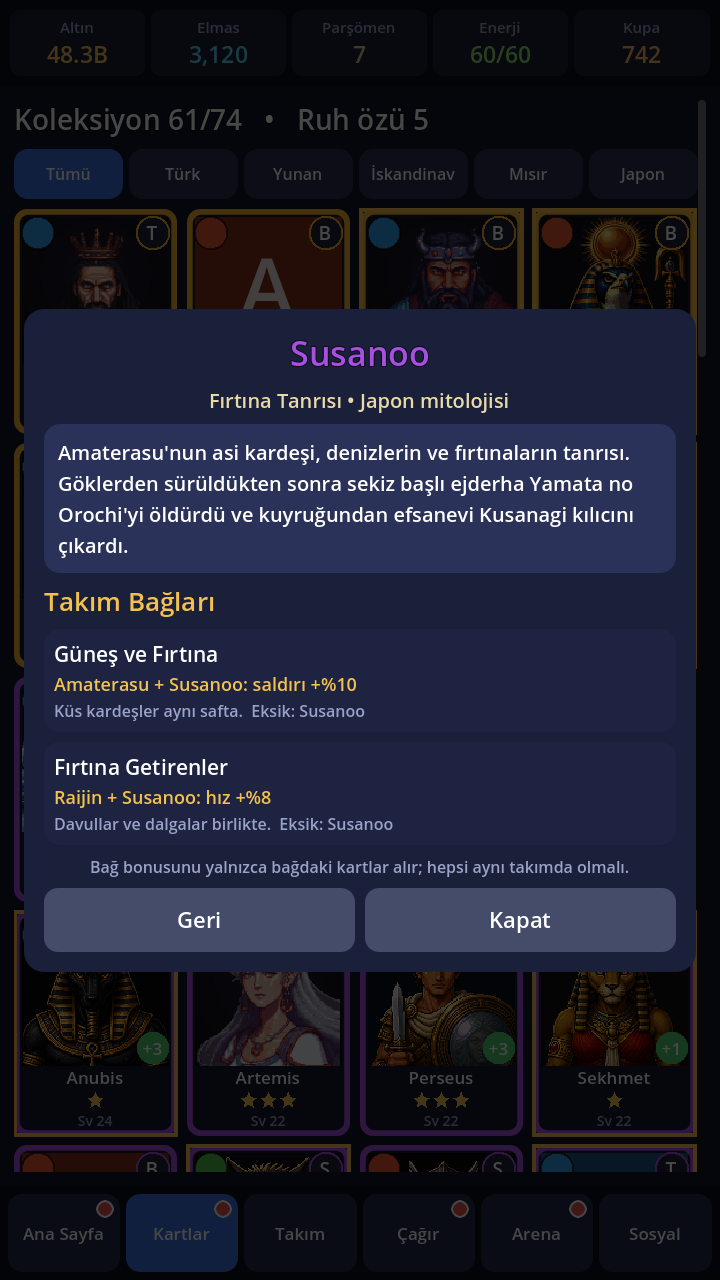 Altın
Elmas
Parşömen
Enerji
Kupa
48.3B
3,120
7
60/60
742
Koleksiyon 61/74 • Ruh özü 5
Tümü
Türk
Yunan
İskandinav
Mısır
Japon
T
B
B
B
A
Susanoo
Fırtına Tanrısı • Japon mitolojisi
Amaterasu'nun asi kardeşi, denizlerin ve fırtınaların tanrısı.
Göklerden sürüldükten sonra sekiz başlı ejderha Yamata no
Orochi'yi öldürdü ve kuyruğundan efsanevi Kusanagi kılıcını
çıkardı.
Takım Bağları
Güneş ve Fırtına
Amaterasu + Susanoo: saldırı +%10
Küs kardeşler aynı safta. Eksik: Susanoo
Fırtına Getirenler
Raijin + Susanoo: hız +%8
Davullar ve dalgalar birlikte. Eksik: Susanoo
Bağ bonusunu yalnızca bağdaki kartlar alır; hepsi aynı takımda olmalı.
Geri
Kapat
+3
+3
+1
Anubis
Artemis
Perseus
Sekhmet
Sv 24
Sv 22
Sv 22
Sv 22
B
S
S
T
Ana Sayfa
Kartlar
Takım
Çağır
Arena
Sosyal